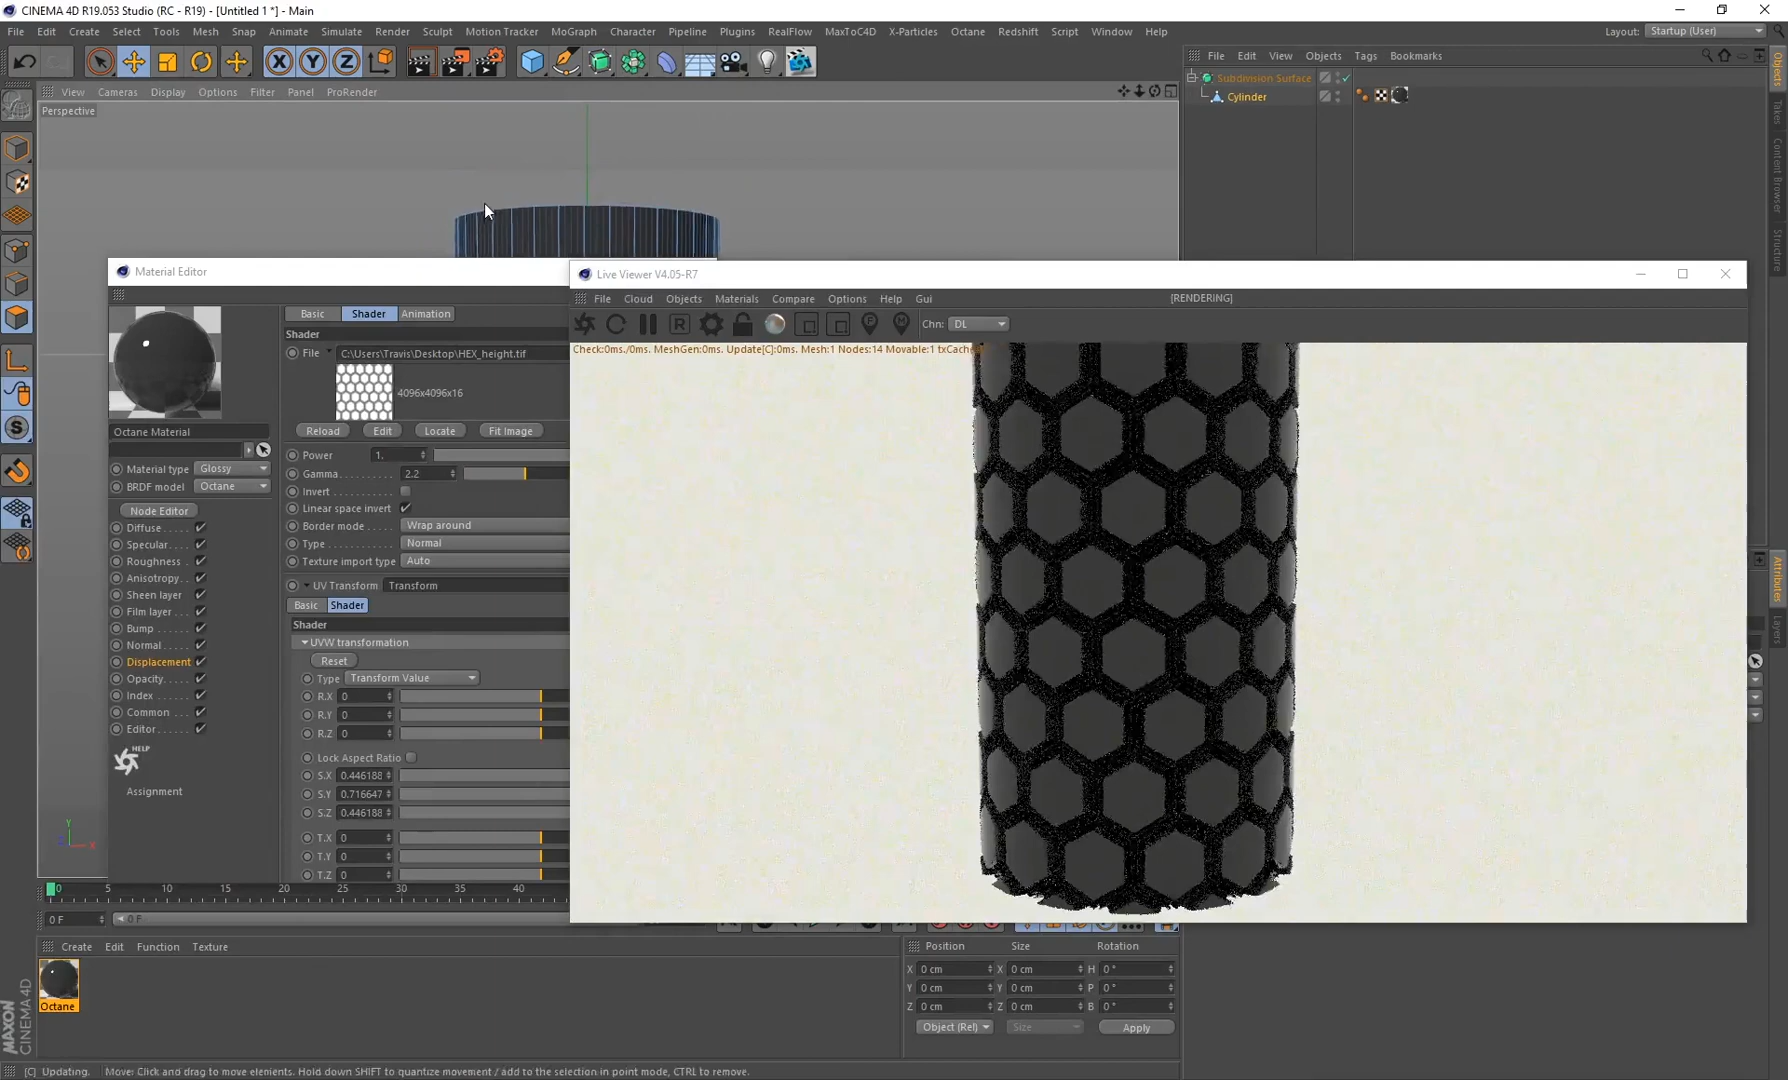 CINEMA 4D R19.053 Studio (RC - R19) - [Untitled 1 *] - Main
File Edit Create Select Tools Mesh Snap Animate Simulate Render Sculpt Motion Tracker MoGraph Character Pipeline Plugins RealFlow MaxToC4D X-Particles Octane Redshift Script Window Help
Layout: Startup (User)
X Y Z
File Edit View Objects Tags Bookmarks
Subdivision Surface
Cylinder
Objects
Takes
Content Browser
Structure
Attributes
Layers
View Cameras Display Options Filter Panel ProRender
Perspective
Material Editor
Basic Shader Animation
Shader
File C:\Users\Travis\Desktop\HEX_height.tif
4096x4096x16
Reload Edit Locate Fit Image
Octane Material
Material type Glossy
BRDF model Octane
Node Editor
Diffuse
Specular
Roughness
Anisotropy
Sheen layer
Film layer
Bump
Normal
Displacement
Opacity
Index
Common
Editor
HELP
Assignment
Power 1.
Gamma 2.2
Invert
Linear space invert
Border mode Wrap around
Type Normal
Texture import type Auto
UV Transform Transform
Basic Shader
Shader
UVW transformation
Reset
Type Transform Value
R.X 0
R.Y 0
R.Z 0
Lock Aspect Ratio
S.X 0.446188
S.Y 0.716647
S.Z 0.446188
T.X 0
T.Y 0
T.Z 0
Live Viewer V4.05-R7
File Cloud Objects Materials Compare Options Help Gui [RENDERING]
R F M Chn: DL
Check:0ms./0ms. MeshGen:0ms. Update[C]:0ms. Mesh:1 Nodes:14 Movable:1
Y
X
0 5 10 15 20 25 30 35 40
0 F 0 F
Create Edit Function Texture
Octane
Position Size Rotation
X 0 cm X 0 cm H 0 °
Y 0 cm Y 0 cm P 0 °
Z 0 cm Z 0 cm B 0 °
Object (Rel) Size Apply
MAXON
CINEMA 4D
[C] Updating. Move: Click and drag to move elements. Hold down SHIFT to quantize movement / add to the selection in point mode, CTRL to remove.